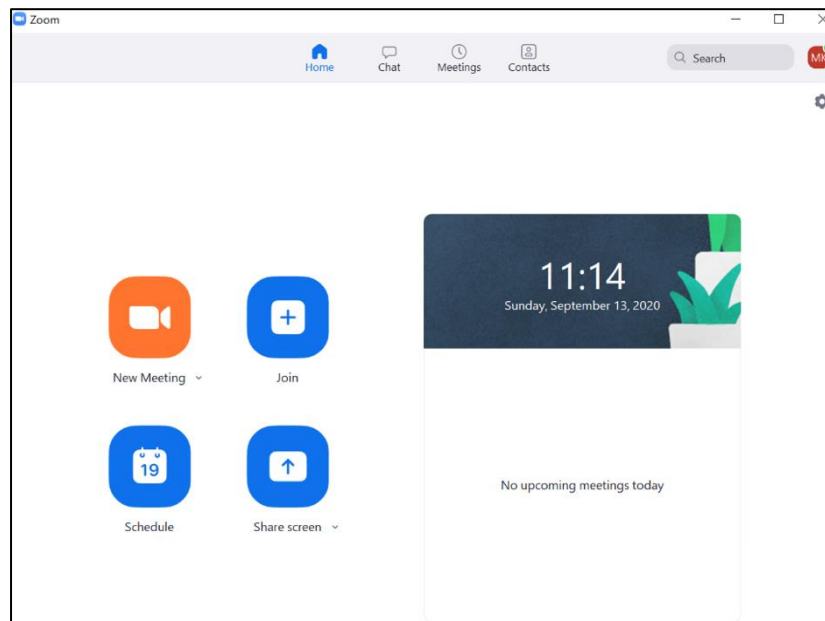 Zoom
Home Chat Meetings Contacts
Search
MK
11:14
Sunday, September 13, 2020
New Meeting Join
19
Schedule Share screen
No upcoming meetings today